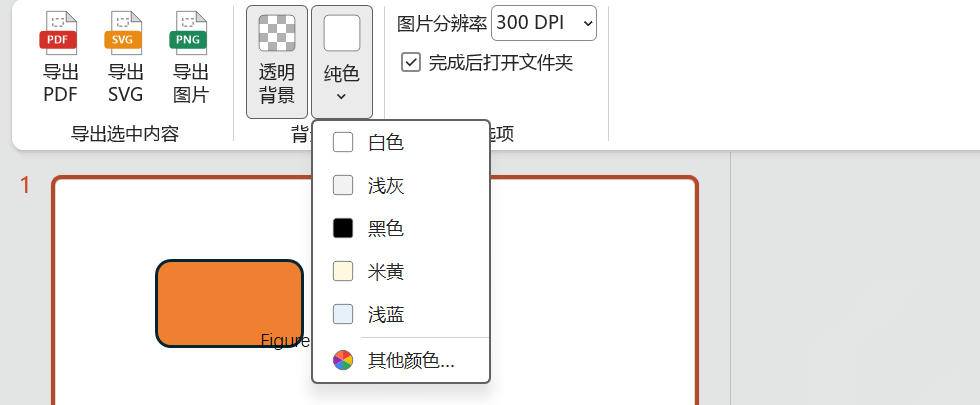 PDF
SVG
PNG
导出
PDF
导出
SVG
导出
图片
导出选中内容
透明
背景
纯色
图片分辨率 300 DPI
完成后打开文件夹
项
白色
浅灰
黑色
米黄
浅蓝
其他颜色...
1
Figure